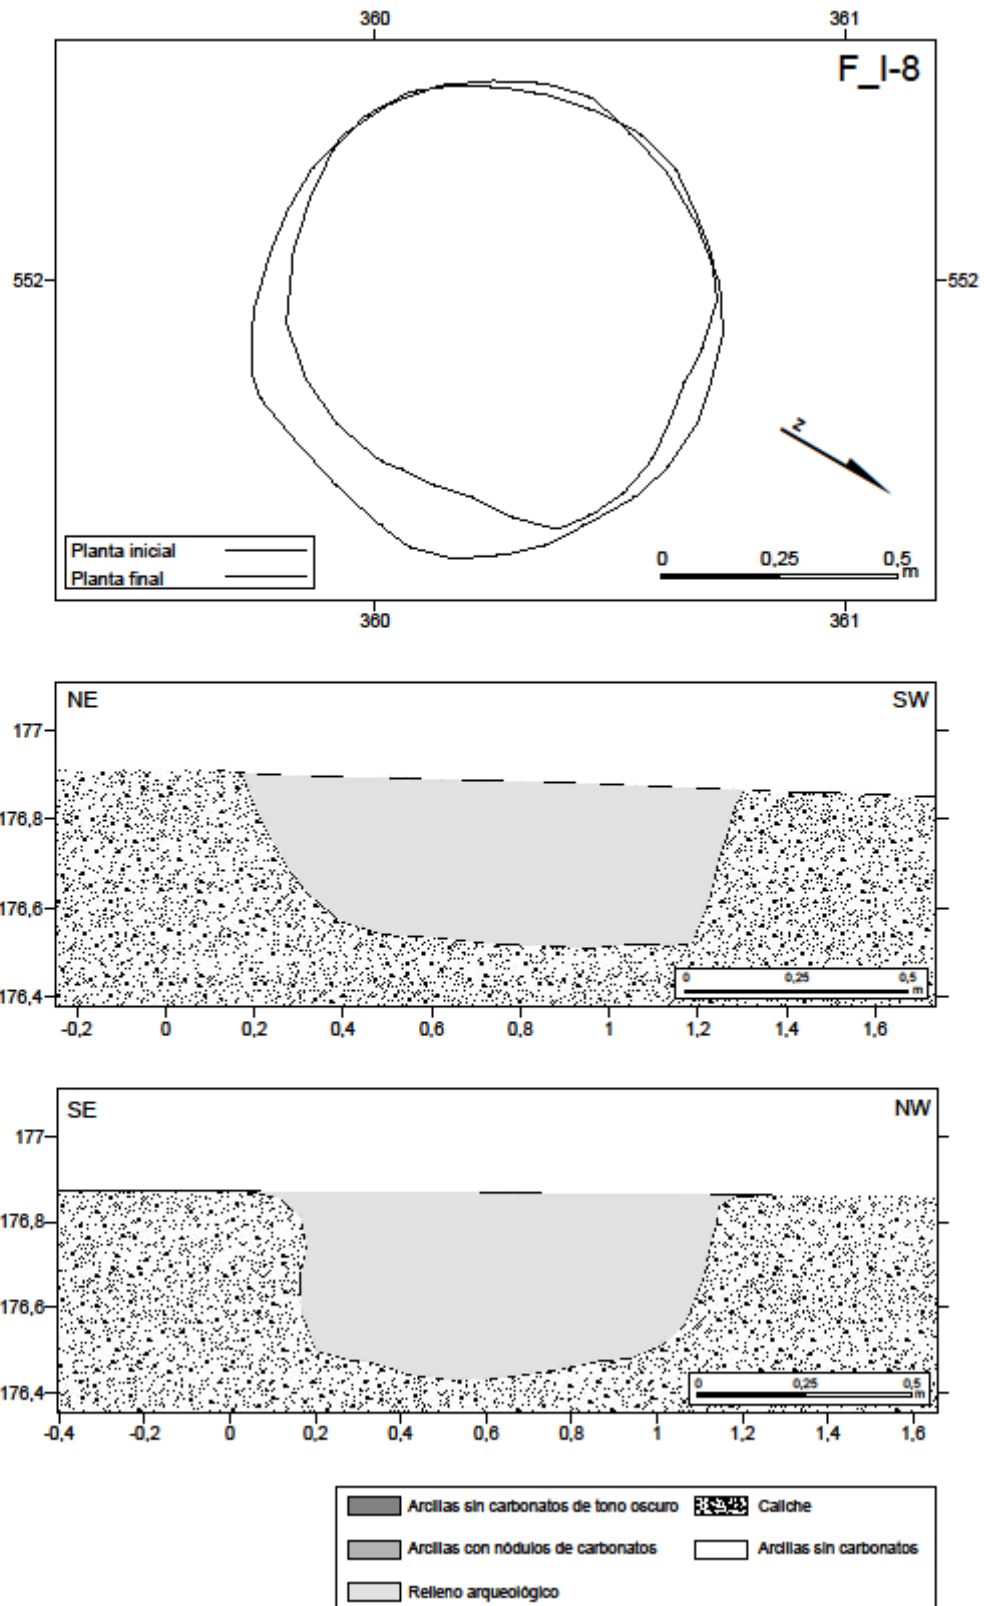 360 361
F_I-8
552 552
z
Planta inicial
Planta final
0 0,25 0,5
m
360 361
NE SW
177
176,8
176,6
176,4
0 0,25 0,5
m
-0,2 0 0,2 0,4 0,6 0,8 1 1,2 1,4 1,6
SE NW
177
176,8
176,6
176,4
0 0,25 0,5
m
-0,4 -0,2 0 0,2 0,4 0,6 0,8 1 1,2 1,4 1,6
Arcillas sin carbonatos de tono oscuro Caliche
Arcillas con nódulos de carbonatos Arcillas sin carbonatos
Relleno arqueológico